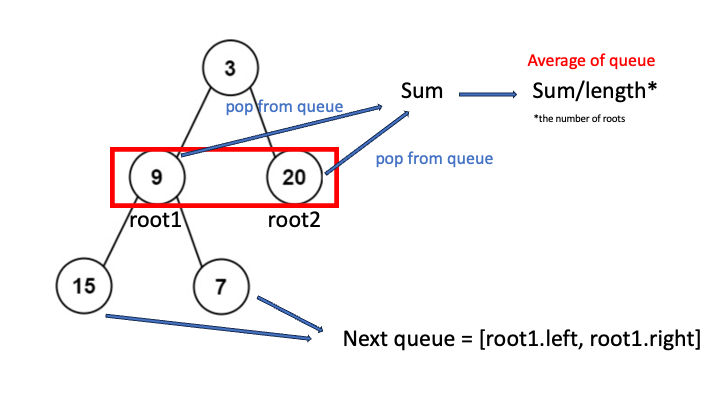 Average of queue
3
Sum
Sum/length*
pop from queue
*the number of roots
pop from queue
9
20
root1
root2
15
7
Next queue = [root1.left, root1.right]